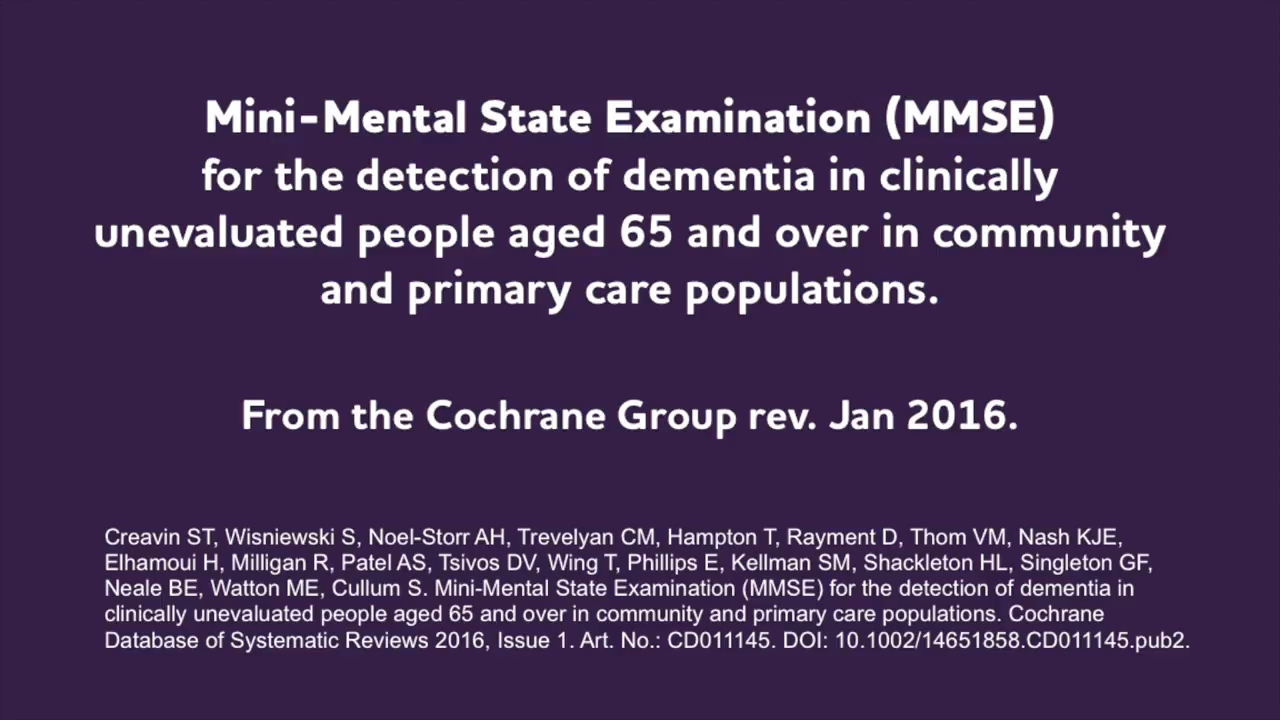 Mini-Mental State Examination (MMSE)
for the detection of dementia in clinically
unevaluated people aged 65 and over in community
and primary care populations.
From the Cochrane Group rev. Jan 2016.
Creavin ST, Wisniewski S, Noel-Storr AH, Trevelyan CM, Hampton T, Rayment D, Thom VM, Nash KJE,
Elhamoui H, Milligan R, Patel AS, Tsivos DV, Wing T, Phillips E, Kellman SM, Shackleton HL, Singleton GF,
Neale BE, Watton ME, Cullum S. Mini-Mental State Examination (MMSE) for the detection of dementia in
clinically unevaluated people aged 65 and over in community and primary care populations. Cochrane
Database of Systematic Reviews 2016, Issue 1. Art. No.: CD011145. DOI: 10.1002/14651858.CD011145.pub2.